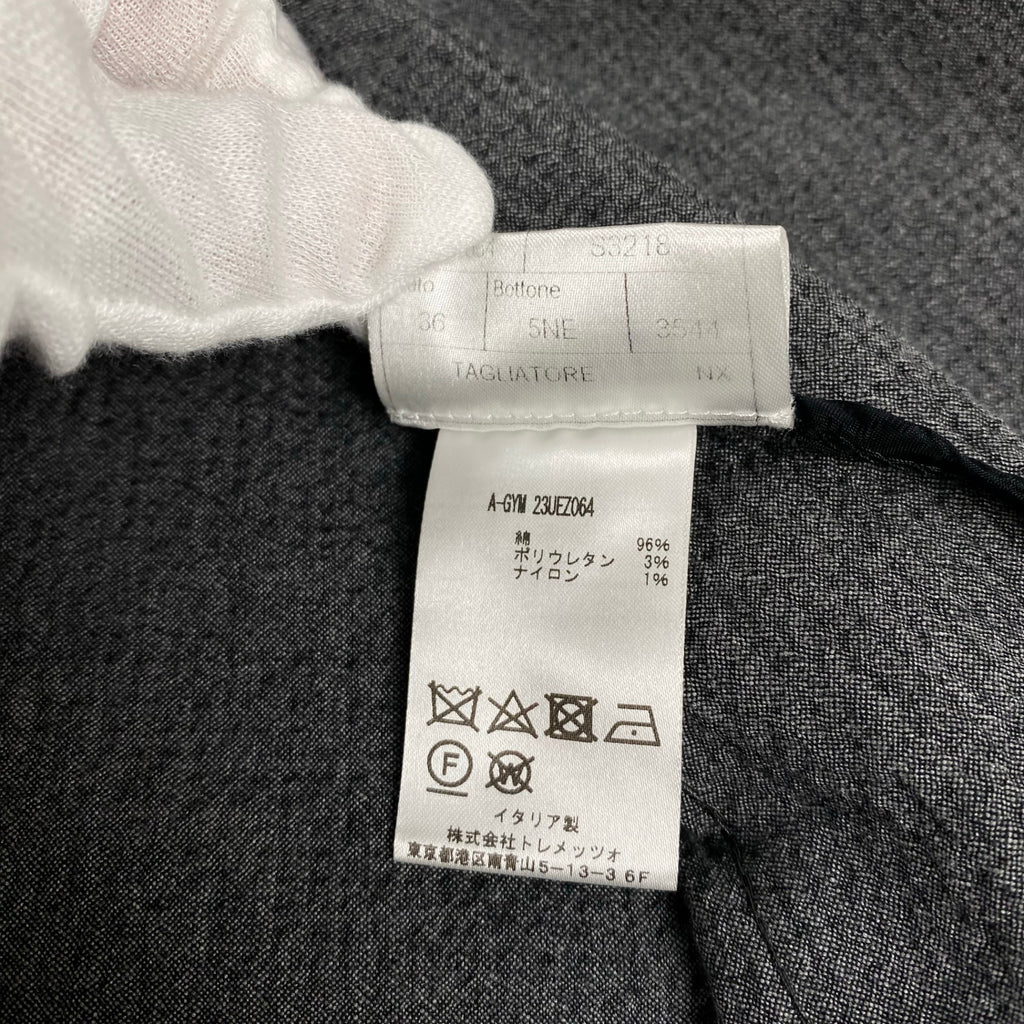 S3218
Bottone
36 5NE
TAGLIATORE NX
A-GYM 23UEZ064
綿 96%
ポリウレタン 3%
ナイロン 1%
F W
イタリア製
株式会社トレメッツォ
東京都港区南青山5-13-3 6F